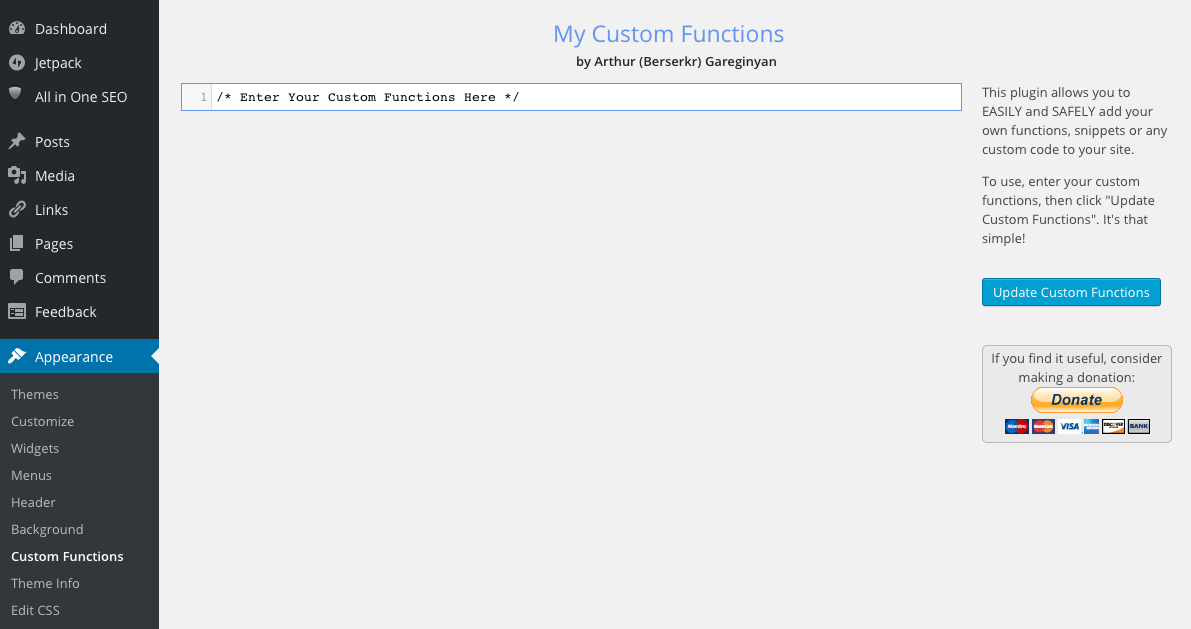 Dashboard
Jetpack
All in One SEO
Posts
Media
Links
Pages
Comments
Feedback
Appearance
Themes
Customize
Widgets
Menus
Header
Background
Custom Functions
Theme Info
Edit CSS
My Custom Functions
by Arthur (Berserkr) Gareginyan
1 /* Enter Your Custom Functions Here */
This plugin allows you to
EASILY and SAFELY add your
own functions, snippets or any
custom code to your site.
To use, enter your custom
functions, then click "Update
Custom Functions". It's that
simple!
Update Custom Functions
If you find it useful, consider
making a donation:
Donate
Maestro MasterCard VISA DISCOVER BANK